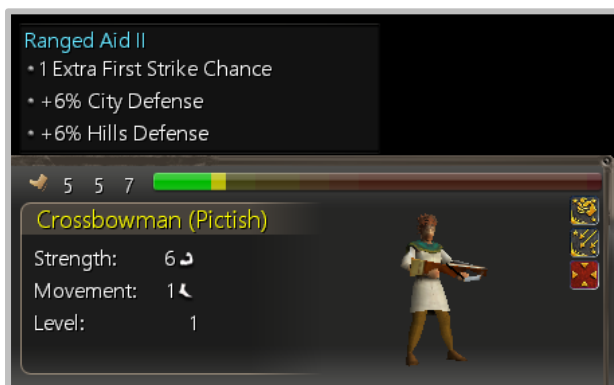 Ranged Aid II
• 1 Extra First Strike Chance
• +6% City Defense
• +6% Hills Defense
5 5 7
Crossbowman (Pictish)
Strength: 6
Movement: 1
Level: 1